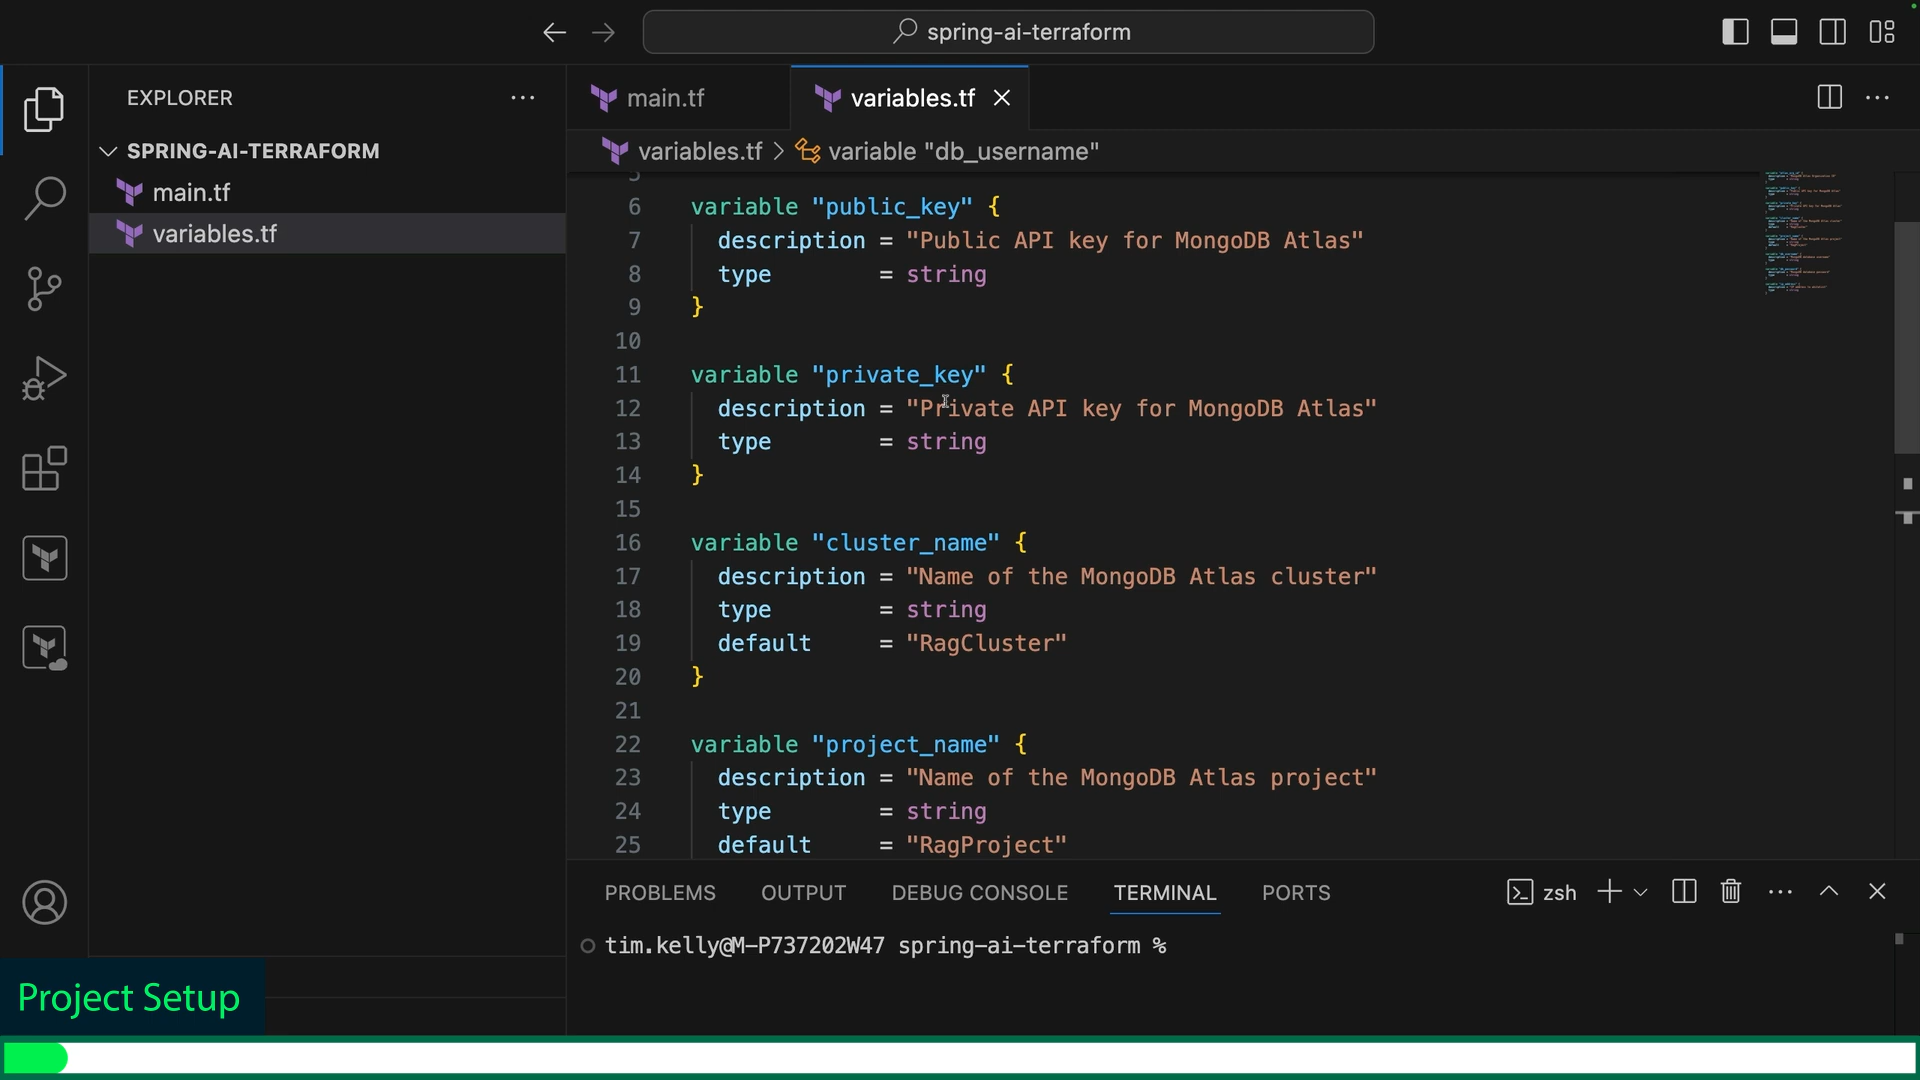 spring-ai-terraform
EXPLORER
SPRING-AI-TERRAFORM
main.tf
variables.tf
main.tf
variables.tf
variables.tf > variable "db_username"
5
6 variable "public_key" {
7 description = "Public API key for MongoDB Atlas"
8 type = string
9 }
10
11 variable "private_key" {
12 description = "Private API key for MongoDB Atlas"
13 type = string
14 }
15
16 variable "cluster_name" {
17 description = "Name of the MongoDB Atlas cluster"
18 type = string
19 default = "RagCluster"
20 }
21
22 variable "project_name" {
23 description = "Name of the MongoDB Atlas project"
24 type = string
25 default = "RagProject"
PROBLEMS OUTPUT DEBUG CONSOLE TERMINAL PORTS zsh
tim.kelly@M-P737202W47 spring-ai-terraform %
Project Setup